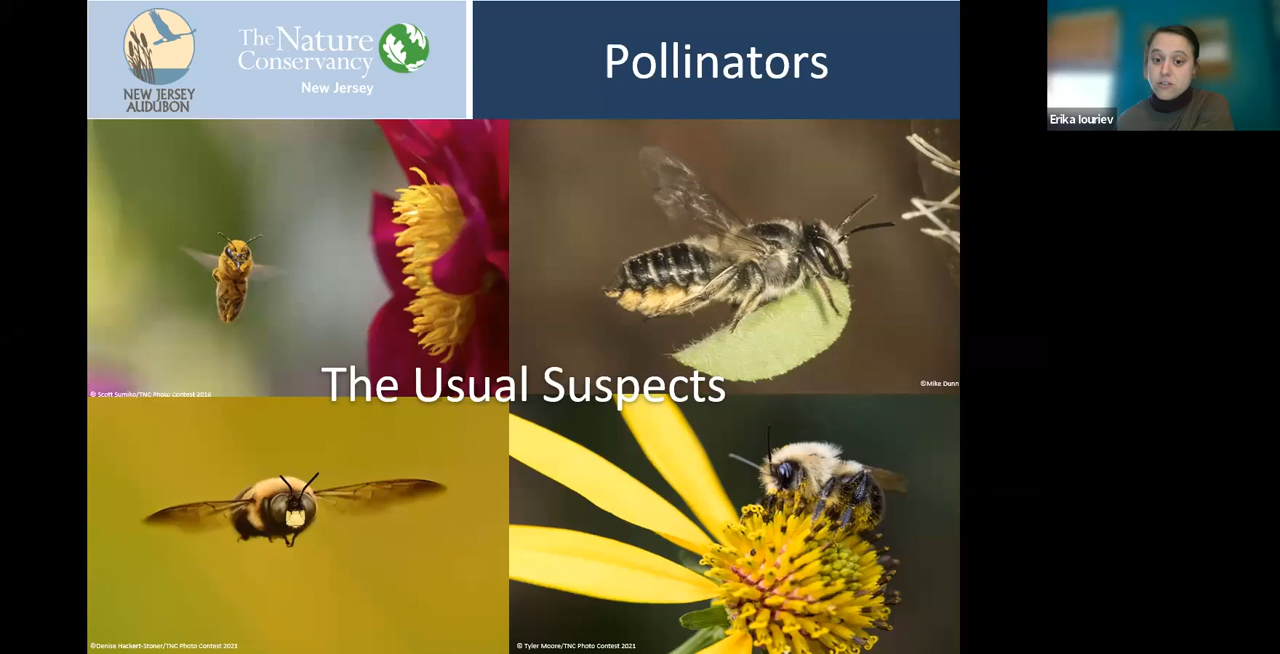 NEW JERSEY
AUDUBON
The Nature
Conservancy
New Jersey
Pollinators
Erika Iouriev
The Usual Suspects
© Scott Sumiko/TNC Photo Contest 2016
©Mike Dunn
©Denise Hackert-Stoner/TNC Photo Contest 2021
© Tyler Moore/TNC Photo Contest 2021